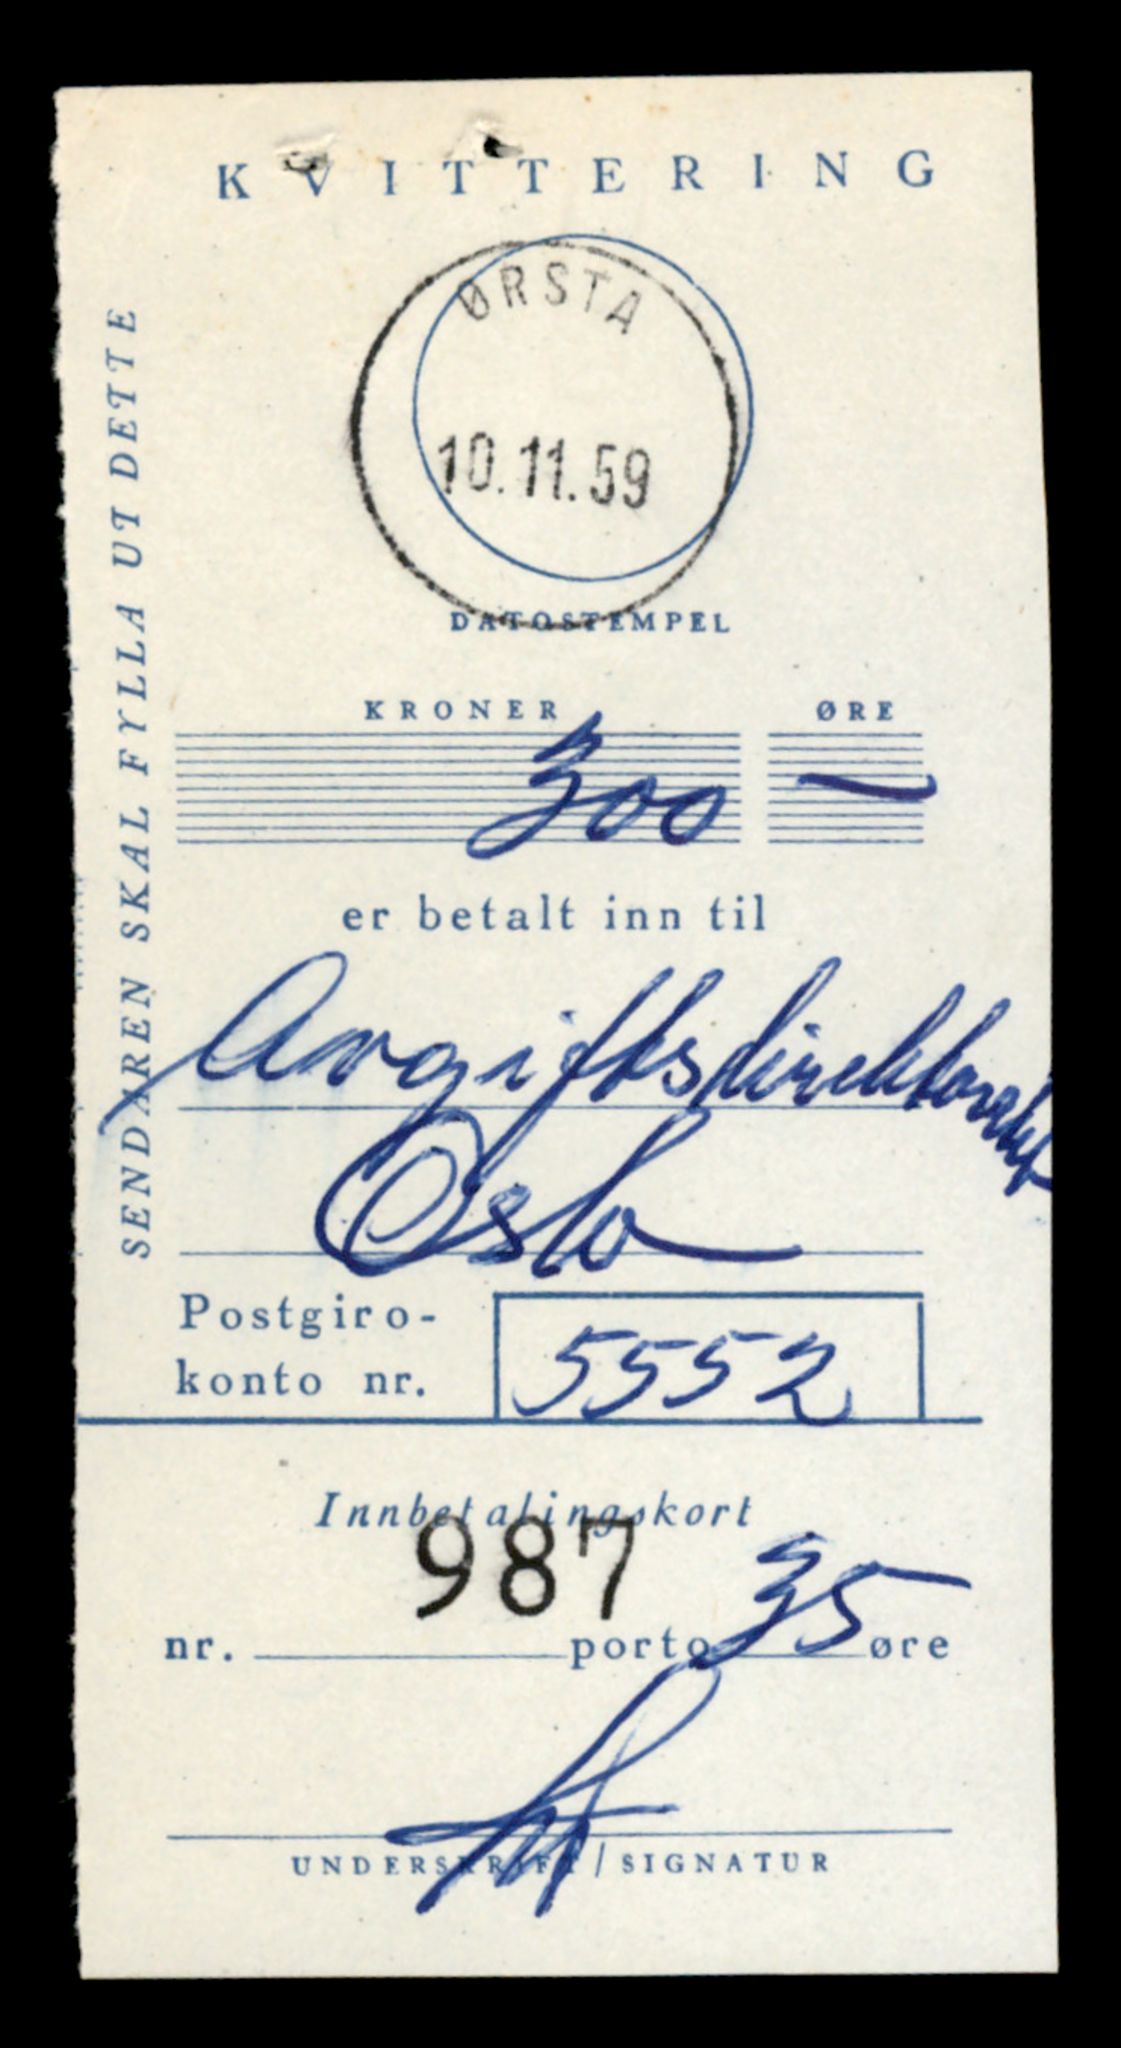 KVITTERING
ØRSTA
10.11.59
DATOSTEMPEL
SENDAREN SKAL FYLLA UT DETTE
KRONER ØRE
300 —
er betalt inn til
Avgiftsdirektoratet
Oslo
Postgiro-
konto nr. 5552
Innbetalingskort
987
nr. porto 35 øre
UNDERSKRIFT/SIGNATUR